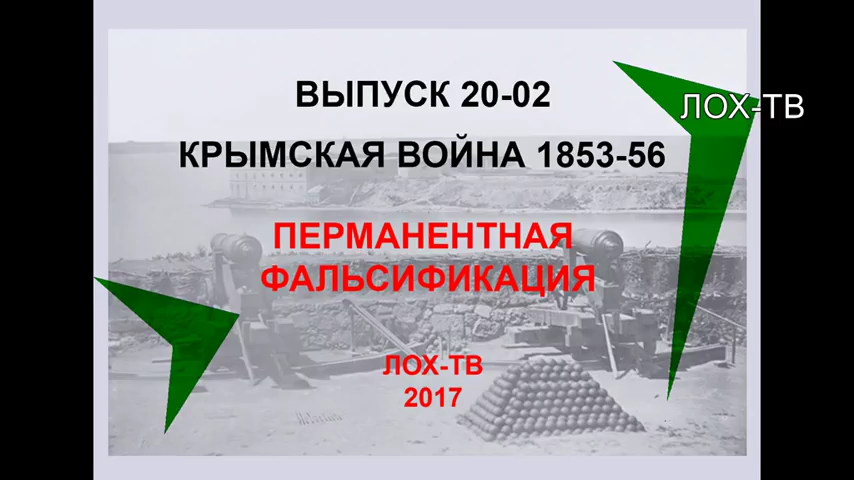 ВЫПУСК 20-02
ЛОХ-ТВ
КРЫМСКАЯ ВОЙНА 1853-56
ПЕРМАНЕНТНАЯ
ФАЛЬСИФИКАЦИЯ
ЛОХ-ТВ
2017